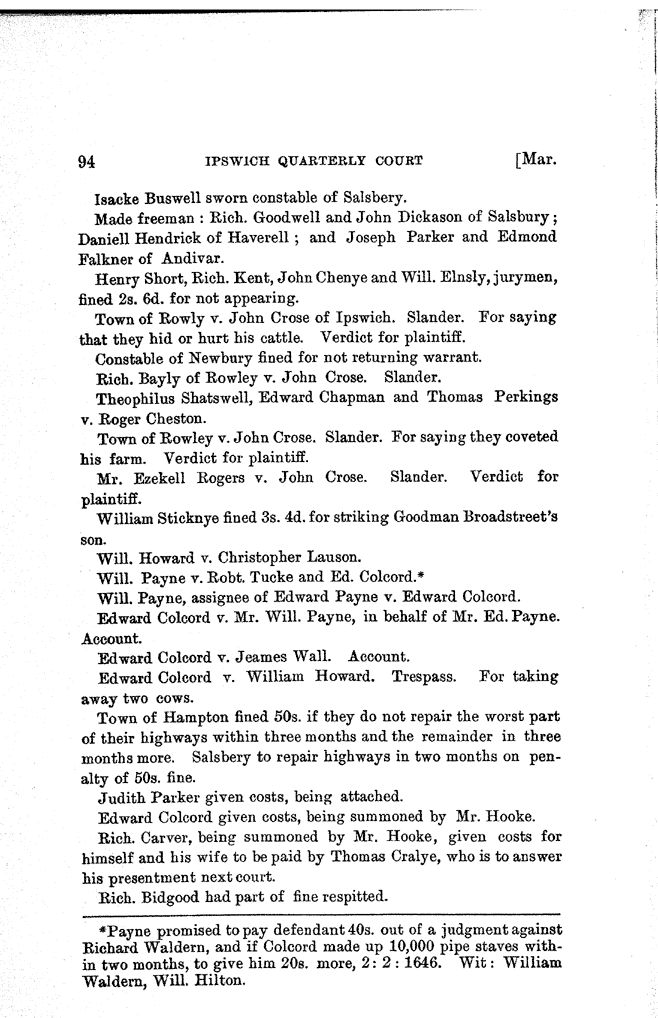 94 IPSWICH QUARTERLY COURT [Mar.
Isacke Buswell sworn constable of Salsbery.
Made freeman : Rich. Goodwell and John Dickason of Salsbury ;
Daniell Hendrick of Haverell ; and Joseph Parker and Edmond
Falkner of Andivar.
Henry Short, Rich. Kent, John Chenye and Will. Elnsly, jurymen,
fined 2s. 6d. for not appearing.
Town of Rowly v. John Crose of Ipswich. Slander. For saying
that they hid or hurt his cattle. Verdict for plaintiff.
Constable of Newbury fined for not returning warrant.
Rich. Bayly of Rowley v. John Crose. Slander.
Theophilus Shatswell, Edward Chapman and Thomas Perkings
v. Roger Cheston.
Town of Rowley v. John Crose. Slander. For saying they coveted
his farm. Verdict for plaintiff.
Mr. Ezekell Rogers v. John Crose. Slander. Verdict for
plaintiff.
William Sticknye fined 3s. 4d. for striking Goodman Broadstreet's
son.
Will. Howard v. Christopher Lauson.
Will. Payne v. Robt. Tucke and Ed. Colcord.*
Will. Payne, assignee of Edward Payne v. Edward Colcord.
Edward Colcord v. Mr. Will. Payne, in behalf of Mr. Ed. Payne.
Account.
Edward Colcord v. Jeames Wall. Account.
Edward Colcord v. William Howard. Trespass. For taking
away two cows.
Town of Hampton fined 50s. if they do not repair the worst part
of their highways within three months and the remainder in three
months more. Salsbery to repair highways in two months on pen-
alty of 50s. fine.
Judith Parker given costs, being attached.
Edward Colcord given costs, being summoned by Mr. Hooke.
Rich. Carver, being summoned by Mr. Hooke, given costs for
himself and his wife to be paid by Thomas Cralye, who is to answer
his presentment next court.
Rich. Bidgood had part of fine respitted.
*Payne promised to pay defendant 40s. out of a judgment against
Richard Waldern, and if Colcord made up 10,000 pipe staves with-
in two months, to give him 20s. more, 2 : 2 : 1646. Wit : William
Waldern, Will. Hilton.